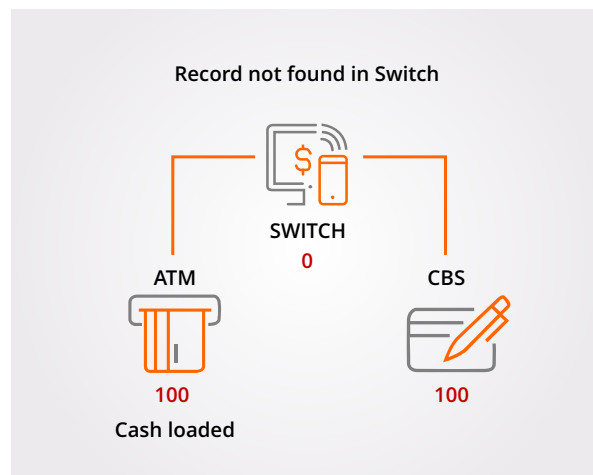 Record not found in Switch
$
SWITCH
0
ATM
CBS
100
100
Cash loaded